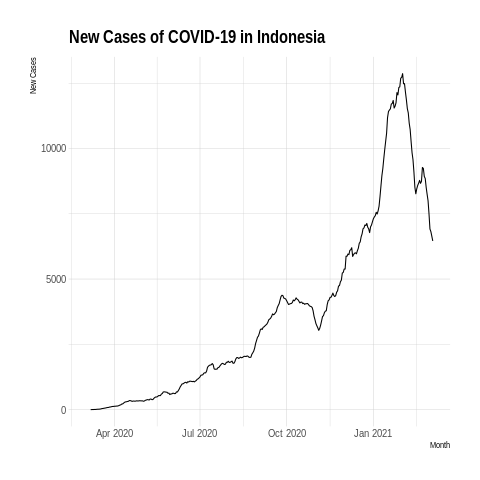 New Cases of COVID-19 in Indonesia
New Cases
10000
5000
0
Apr 2020 Jul 2020 Oct 2020 Jan 2021
Month